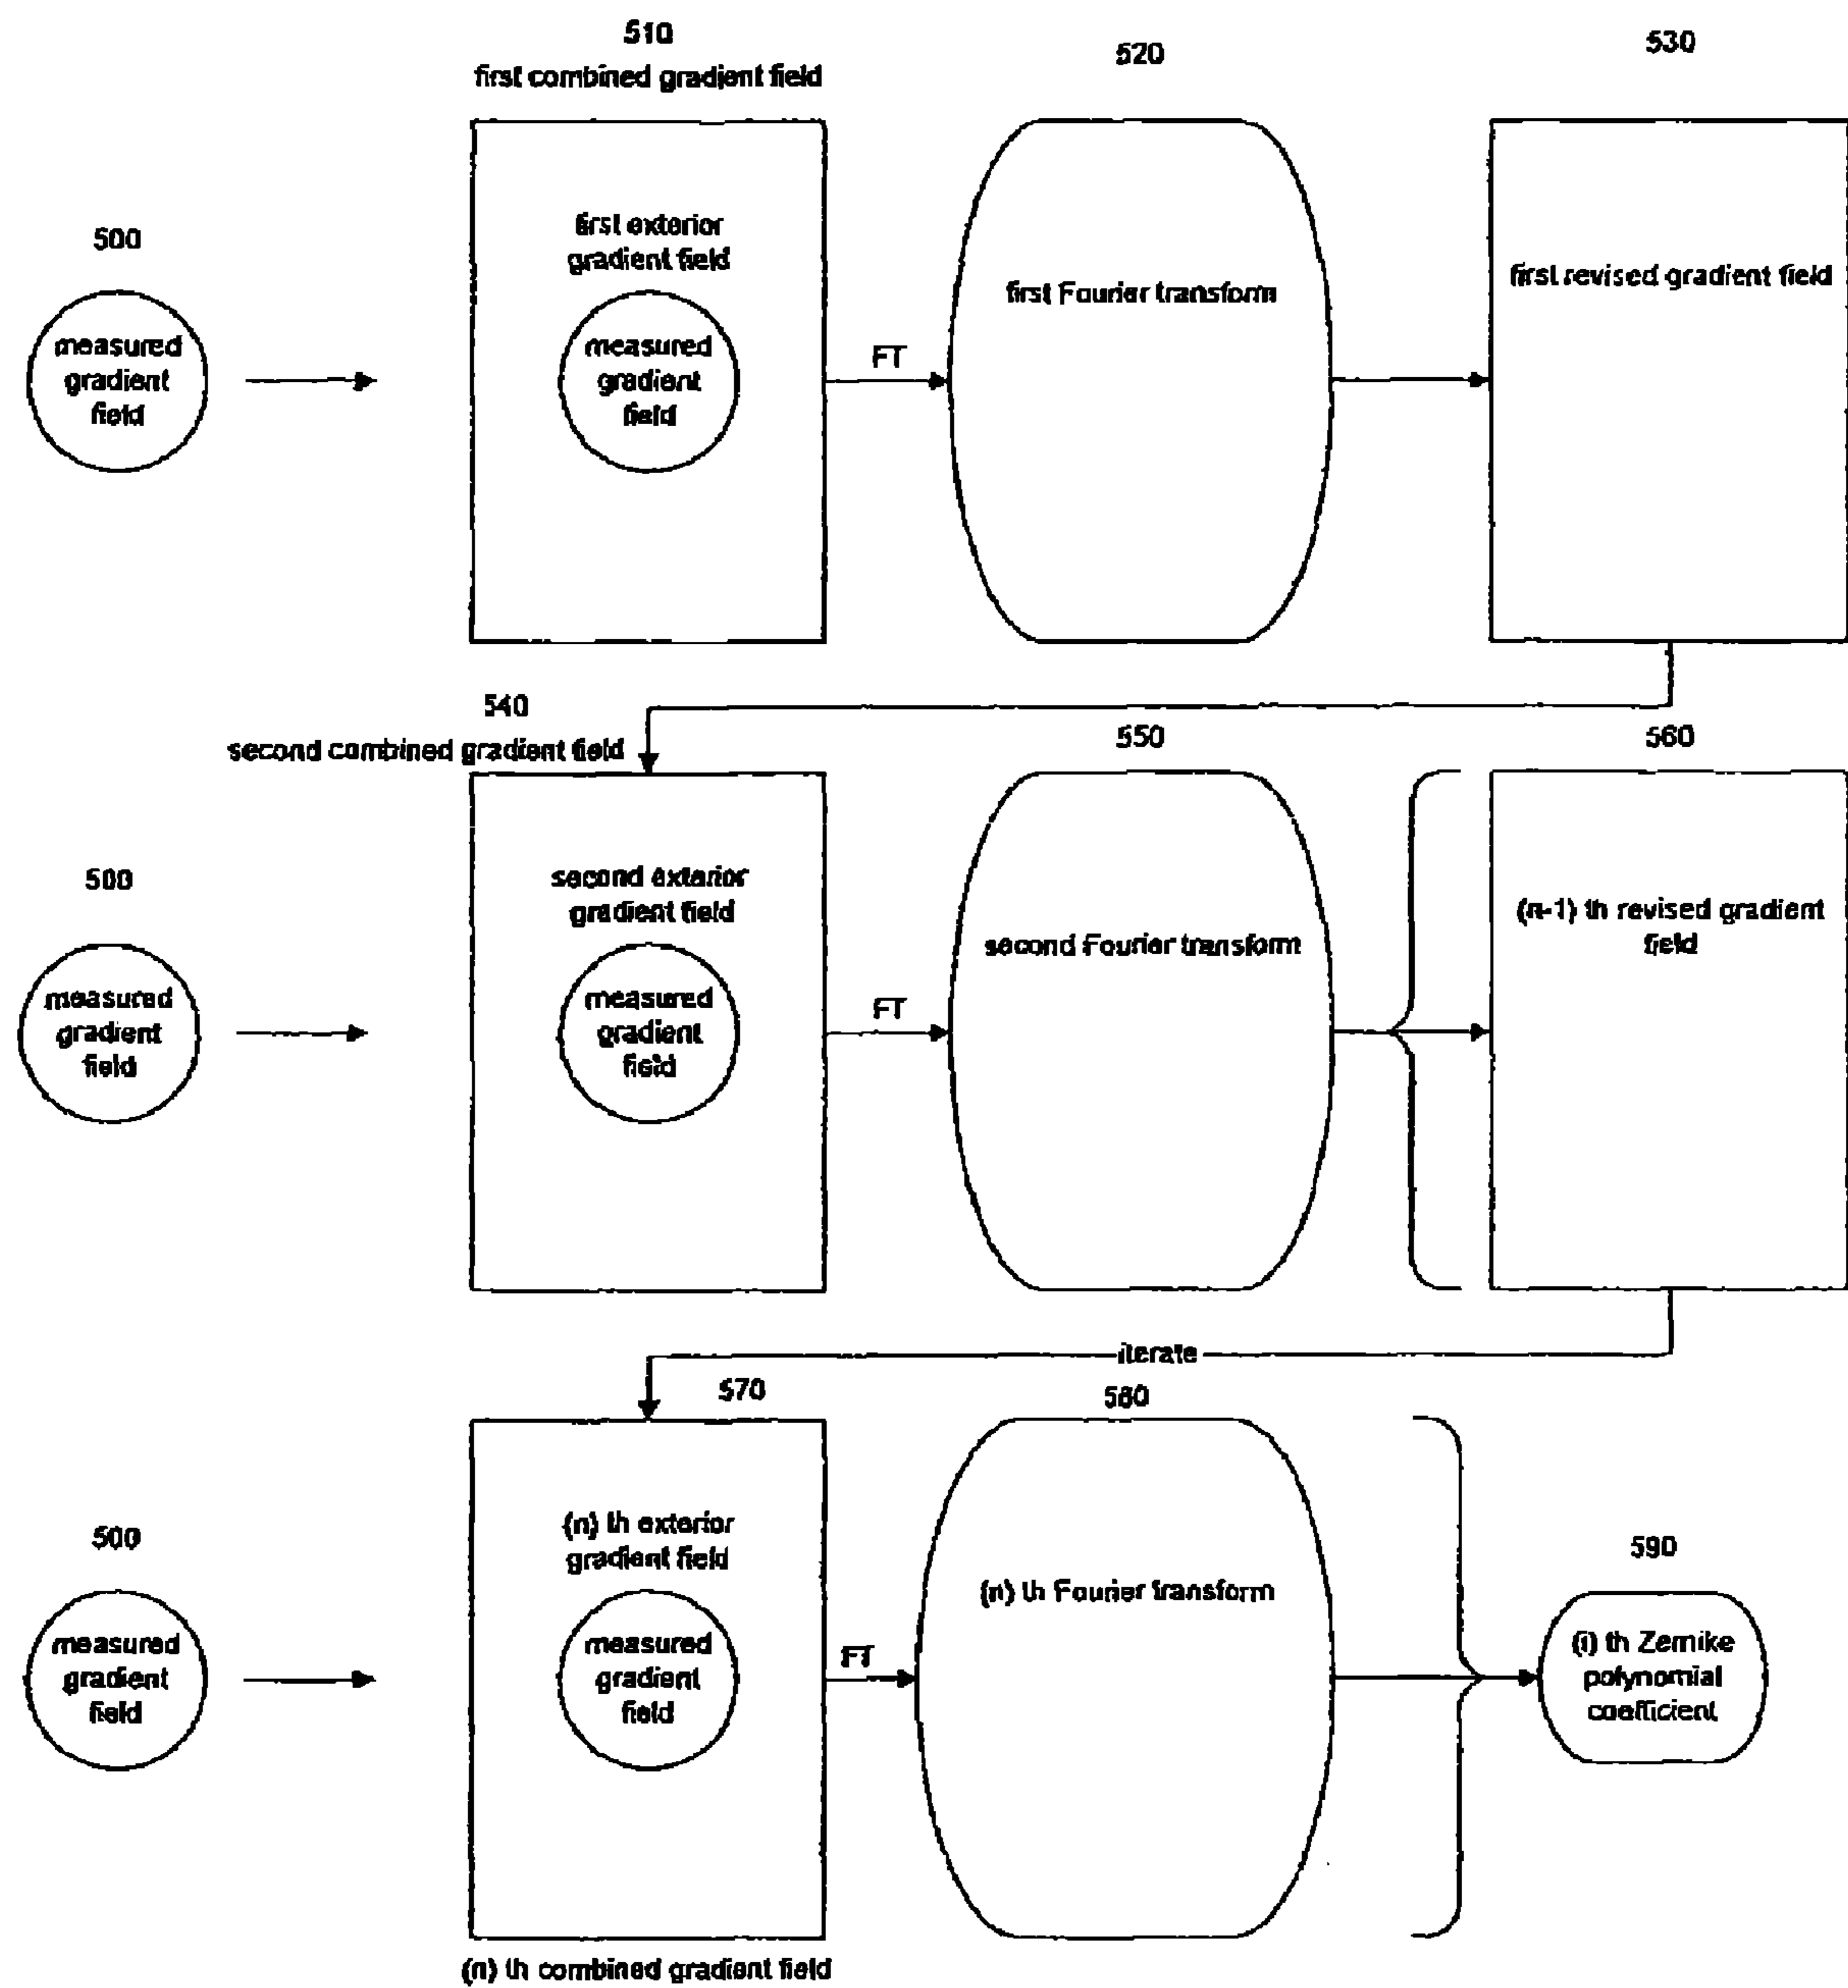 510
first combined gradient field
520
530
500
measured
gradient
field
first exterior
gradient field
measured
gradient
field
FT
first Fourier transform
first revised gradient field
540
second combined gradient field
550
560
500
measured
gradient
field
second exterior
gradient field
measured
gradient
field
FT
second Fourier transform
(n-1) th revised gradient
field
iterate
570
580
500
measured
gradient
field
(n) th exterior
gradient field
measured
gradient
field
FT
(n) th Fourier transform
590
(i) th Zernike
polynomial
coefficient
(n) th combined gradient field